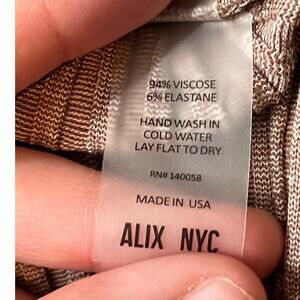 94% VISCOSE
6% ELASTANE
HAND WASH IN
COLD WATER
LAY FLAT TO DRY
RN# 140058
MADE IN USA
ALIX NYC